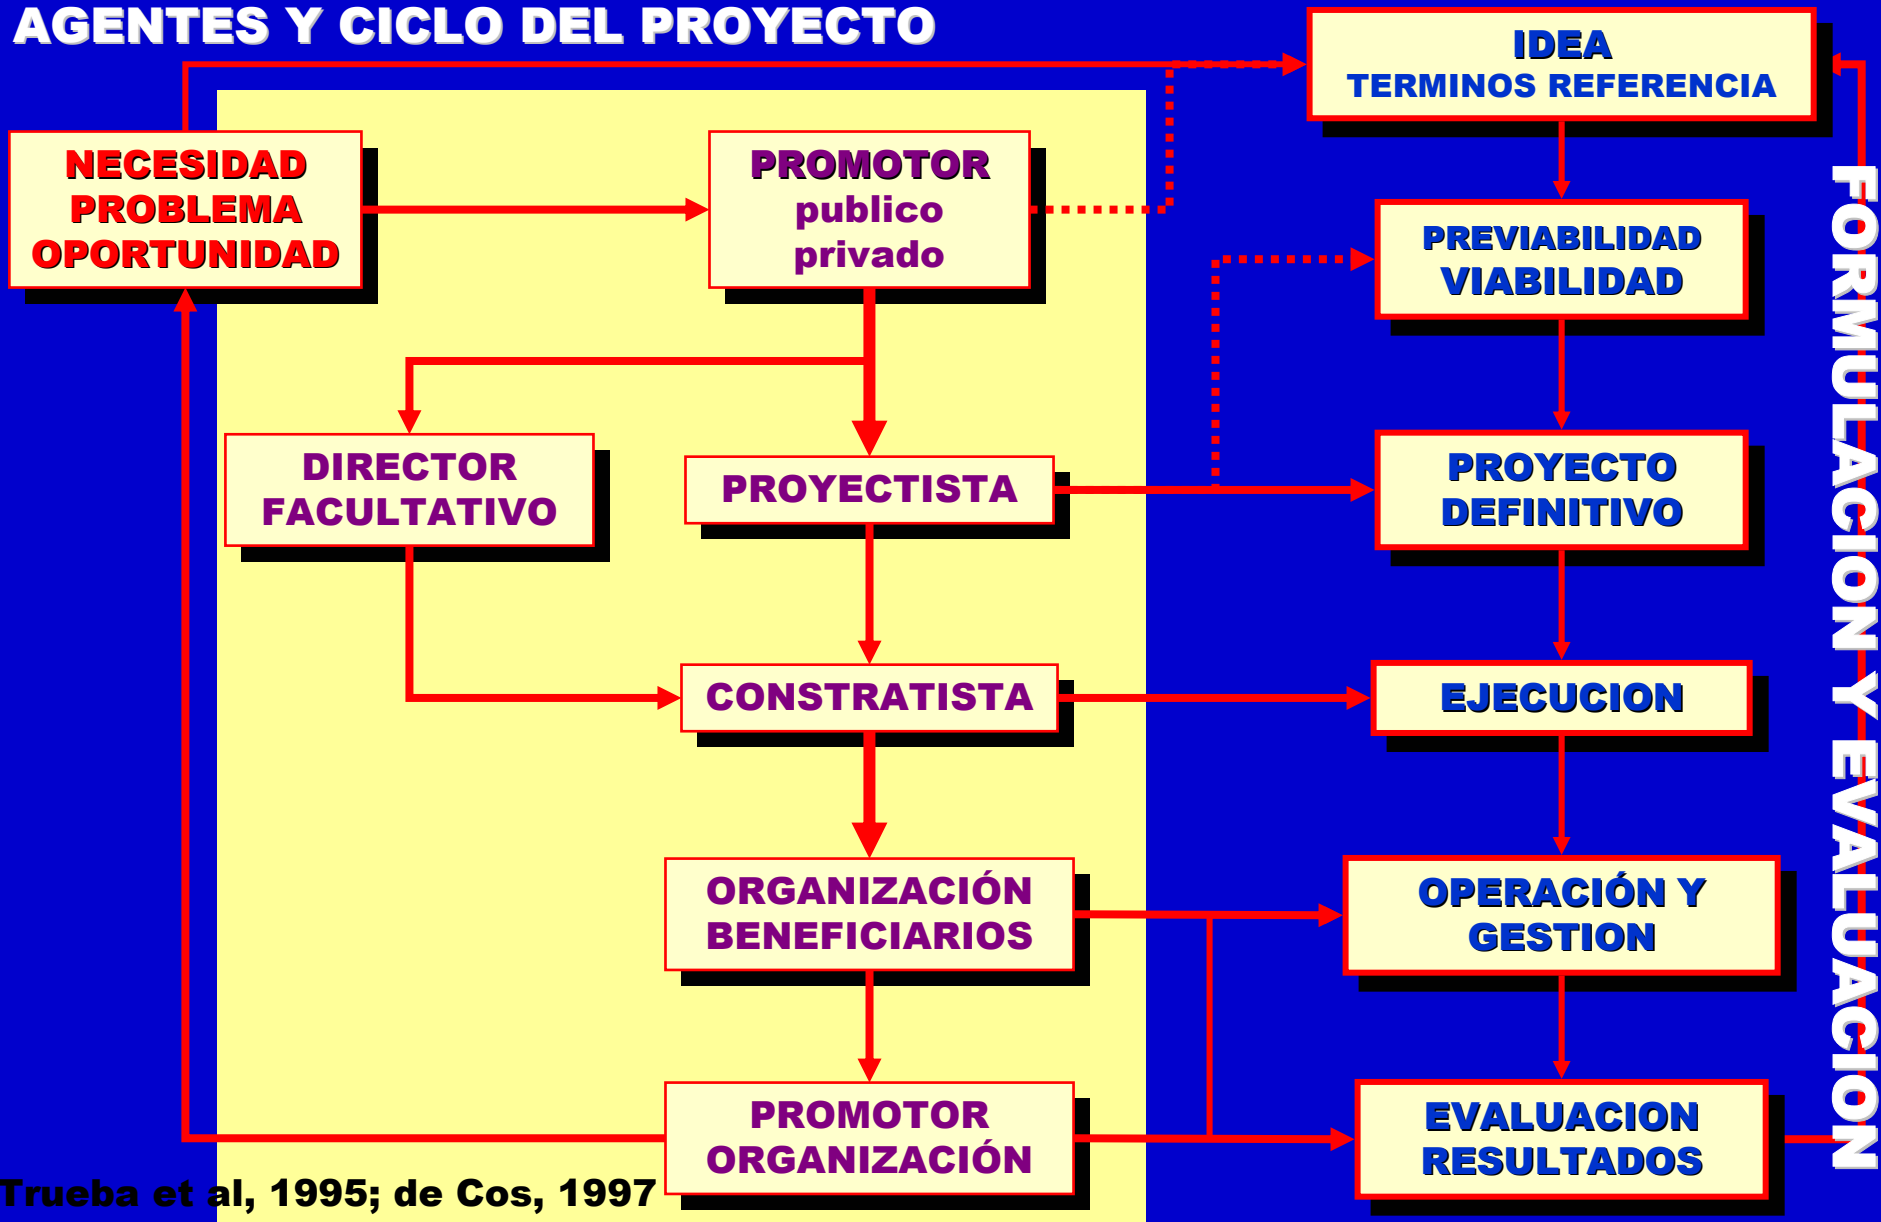 AGENTES Y CICLO DEL PROYECTO
IDEA
TERMINOS REFERENCIA
NECESIDAD
PROBLEMA
OPORTUNIDAD
PROMOTOR
publico
privado
PREVIABILIDAD
VIABILIDAD
DIRECTOR
FACULTATIVO
PROYECTISTA
PROYECTO
DEFINITIVO
CONSTRATISTA
EJECUCION
ORGANIZACIÓN
BENEFICIARIOS
OPERACIÓN Y
GESTION
PROMOTOR
ORGANIZACIÓN
EVALUACION
RESULTADOS
FORMULACION Y EVALUACION
Trueba et al, 1995; de Cos, 1997